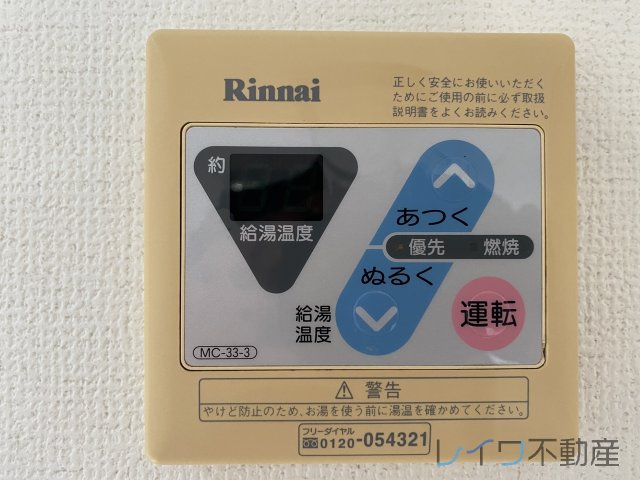 Rinnai
正しく安全にお使いいただく
ためにご使用の前に必ず取扱
説明書をよくお読みください。
約
給湯温度
あつく
優先 燃焼
ぬるく
給湯
温度
運転
MC-33-3
⚠ 警告
やけど防止のため、お湯を使う前に湯温を確かめてください。
フリーダイヤル
0120-054321
レイワ不動産